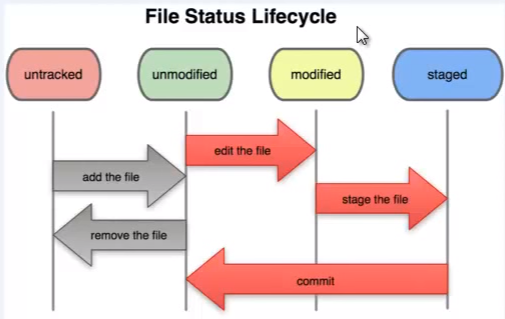 File Status Lifecycle
untracked
unmodified
modified
staged
edit the file
add the file
stage the file
remove the file
commit